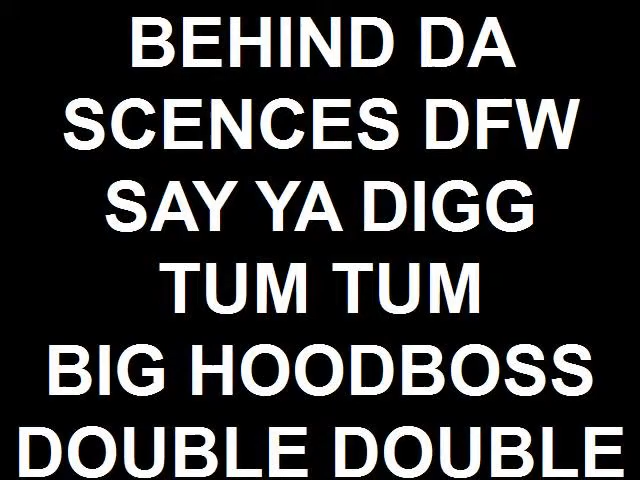 BEHIND DA
SCENCES DFW
SAY YA DIGG
TUM TUM
BIG HOODBOSS
DOUBLE DOUBLE